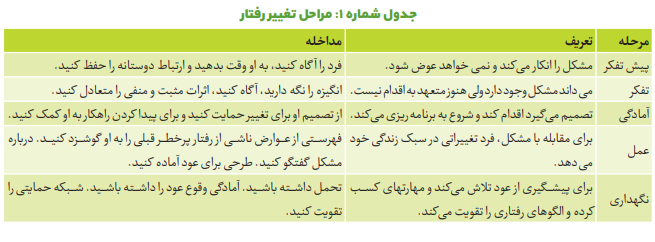 جدول شماره ۱: مراحل تغییر رفتار
مرحله تعریف مداخله
پیش تفکر مشکل را انکار می‌کند و نمی خواهد عوض شود. فرد را آگاه کنید، به او وقت بدهید و ارتباط دوستانه را حفظ کنید.
تفکر می‌داند مشکل وجود دارد ولی هنوز متعهد به اقدام نیست. انگیزه را نگه دارید، آگاه کنید، اثرات مثبت و منفی را متعادل کنید.
آمادگی تصمیم می‌گیرد اقدام کند و شروع به برنامه ریزی می‌کند. از تصمیم او برای تغییر حمایت کنید و برای پیدا کردن راهکار به او کمک کنید.
عمل برای مقابله با مشکل، فرد تغییراتی در سبک زندگی خود
می‌دهد. فهرستی از عوارض ناشی از رفتار پرخطر قبلی را به او گوشزد کنید. درباره
مشکل گفتگو کنید. طرحی برای عود آماده کنید.
نگهداری برای پیشگیری از عود تلاش می‌کند و مهارتهای کسب
کرده و الگوهای رفتاری را تقویت می‌کند. تحمل داشته باشید. آمادگی وقوع عود را داشته باشید. شبکه حمایتی را
تقویت کنید.